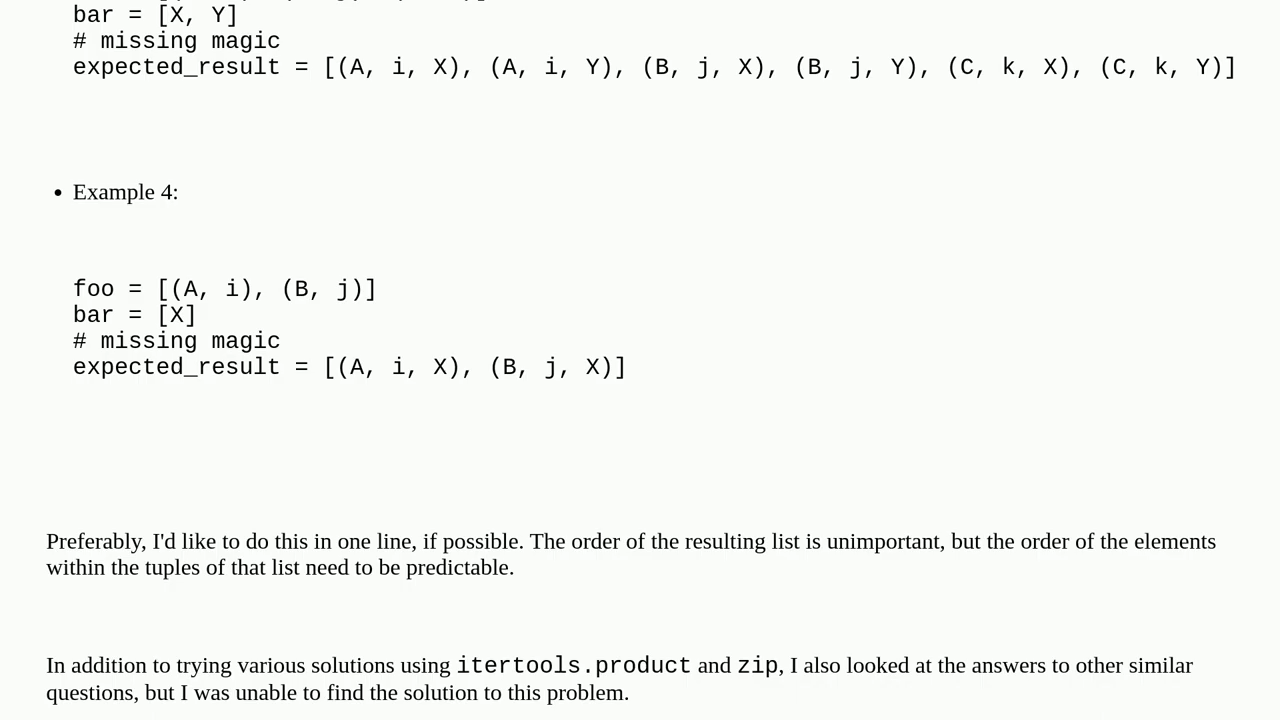 bar = [X, Y]
# missing magic
expected_result = [(A, i, X), (A, i, Y), (B, j, X), (B, j, Y), (C, k, X), (C, k, Y)]
• Example 4:
foo = [(A, i), (B, j)]
bar = [X]
# missing magic
expected_result = [(A, i, X), (B, j, X)]
Preferably, I'd like to do this in one line, if possible. The order of the resulting list is unimportant, but the order of the elements
within the tuples of that list need to be predictable.
In addition to trying various solutions using itertools.product and zip, I also looked at the answers to other similar
questions, but I was unable to find the solution to this problem.